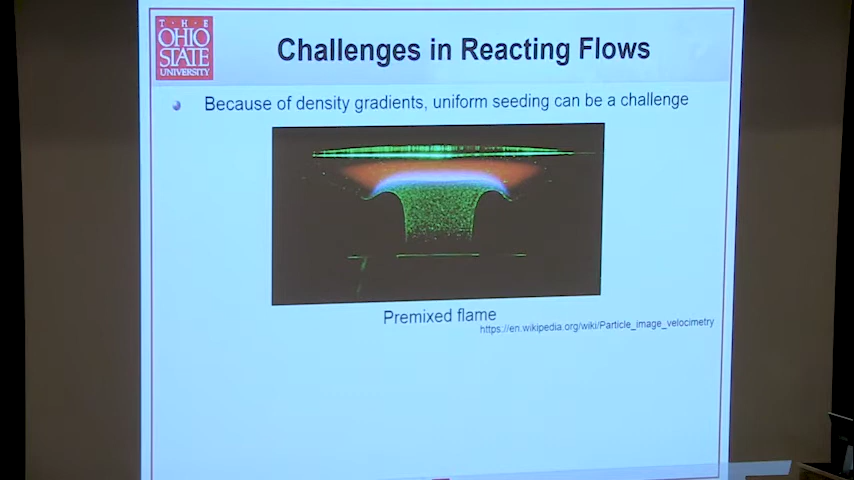 T · H · E
OHIO
STATE
UNIVERSITY
Challenges in Reacting Flows
Because of density gradients, uniform seeding can be a challenge
Premixed flame
https://en.wikipedia.org/wiki/Particle_image_velocimetry